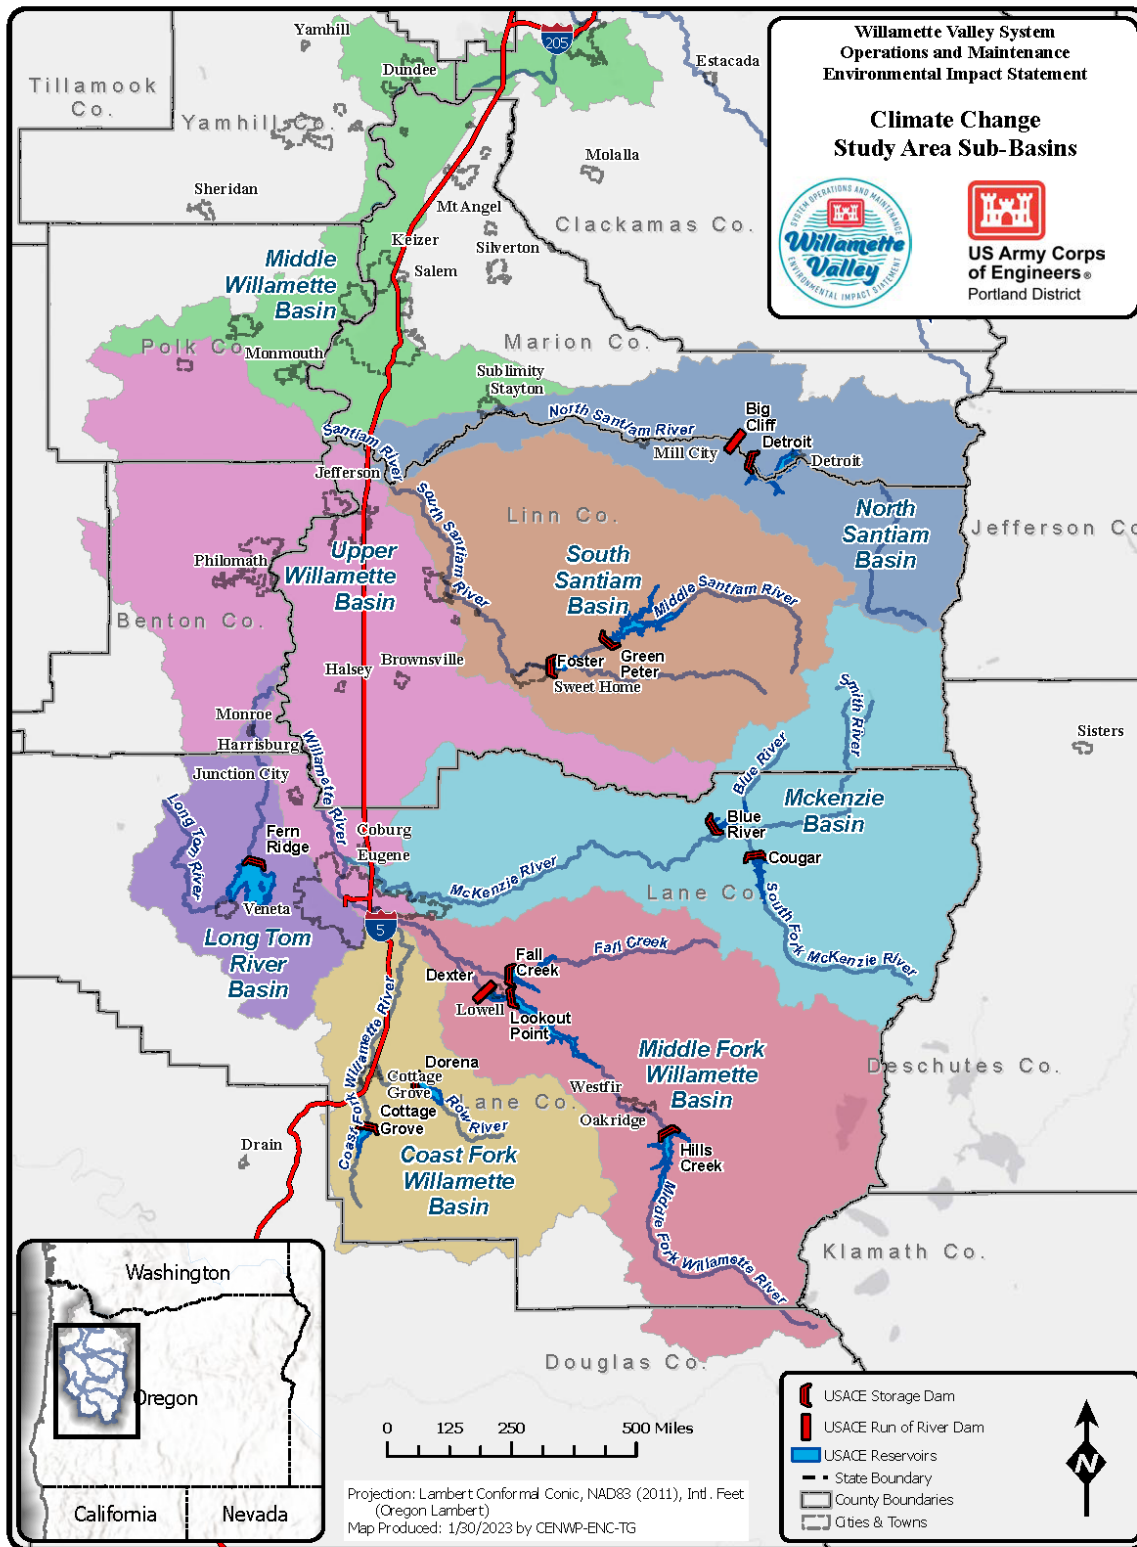 Willamette Valley System
Operations and Maintenance
Environmental Impact Statement
Climate Change
Study Area Sub-Basins
SYSTEM OPERATIONS AND MAINTENANCE
Willamette
Valley
ENVIRONMENTAL IMPACT STATEMENT
US Army Corps
of Engineers®
Portland District
205
Yamhill
Dundee
Estacada
Tillamook
Co.
Yamhill Co.
Molalla
Sheridan
Mt Angel
Clackamas Co.
Keizer
Silverton
Salem
Middle
Willamette
Basin
Polk Co.
Marion Co.
Monmouth
Sublimity
Stayton
North Santiam River
Big
Cliff
Detroit
Mill City
Detroit
Santiam River
Jefferson
South Santiam River
Linn Co.
North
Santiam
Basin
Jefferson Co.
Upper
Willamette
Basin
South
Santiam
Basin
Philomath
Middle Santiam River
Benton Co.
Green
Peter
Foster
Sweet Home
Halsey
Brownsville
Smith River
Monroe
Harrisburg
Sisters
Junction City
Willamette River
Blue River
Mckenzie
Basin
Long Tom River
Fern
Ridge
Coburg
Eugene
Blue
River
Cougar
McKenzie River
Lane Co.
Veneta
South Fork McKenzie River
5
Long Tom
River
Basin
Fall Creek
Fall
Creek
Dexter
Lowell
Lookout
Point
Coast Fork Willamette River
Middle Fork
Willamette
Basin
Deschutes Co.
Dorena
Cottage
Grove
Row River
Westfir
Oakridge
Lane Co.
Cottage
Grove
Drain
Hills
Creek
Coast Fork
Willamette
Basin
Middle Fork Willamette River
Klamath Co.
Douglas Co.
Washington
Oregon
California
Nevada
0 125 250 500 Miles
Projection: Lambert Conformal Conic, NAD83 (2011), Intl. Feet
(Oregon Lambert)
Map Produced: 1/30/2023 by CENWP-ENC-TG
USACE Storage Dam
USACE Run of River Dam
USACE Reservoirs
State Boundary
County Boundaries
Cities & Towns
N